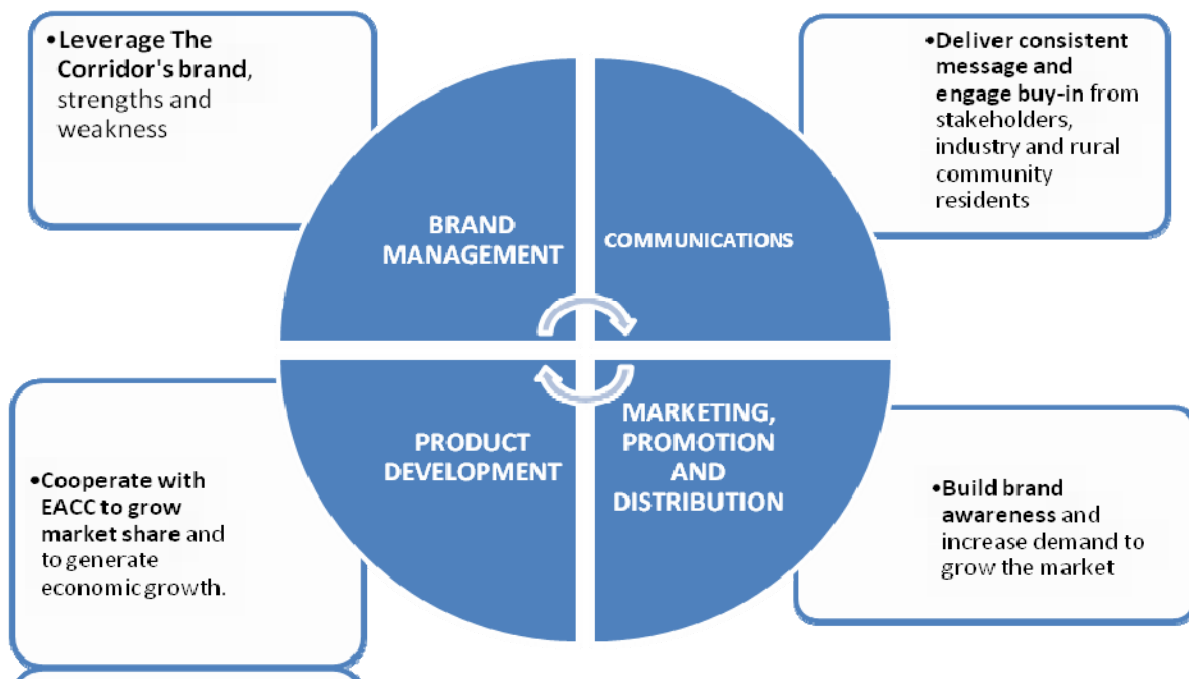 •Leverage The
Corridor's brand,
strengths and
weakness
•Deliver consistent
message and
engage buy-in from
stakeholders,
industry and rural
community
residents
BRAND
MANAGEMENT
COMMUNICATIONS
PRODUCT
DEVELOPMENT
MARKETING,
PROMOTION
AND
DISTRIBUTION
•Cooperate with
EACC to grow
market share and
to generate
economic growth.
•Build brand
awareness and
increase demand to
grow the market